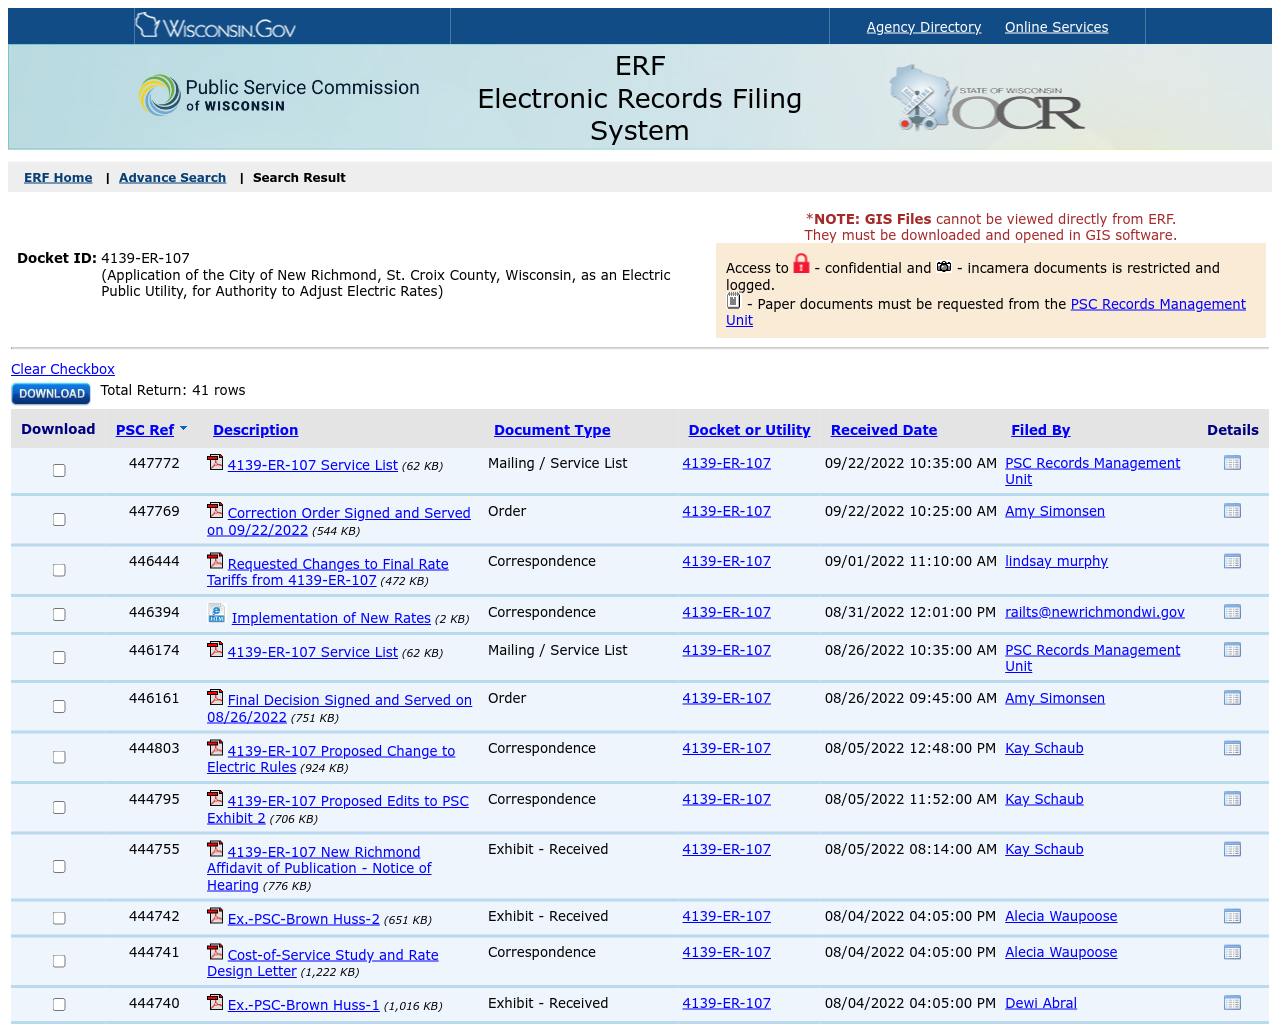 WISCONSIN.GOV
Agency Directory Online Services
Public Service Commission
of WISCONSIN
ERF
Electronic Records Filing
System
STATE OF WISCONSIN
OCR
ERF Home | Advance Search | Search Result
*NOTE: GIS Files cannot be viewed directly from ERF.
They must be downloaded and opened in GIS software.
Docket ID: 4139-ER-107
(Application of the City of New Richmond, St. Croix County, Wisconsin, as an Electric
Public Utility, for Authority to Adjust Electric Rates)
Access to - confidential and - incamera documents is restricted and
logged.
- Paper documents must be requested from the PSC Records Management
Unit
Clear Checkbox
DOWNLOAD Total Return: 41 rows
Download PSC Ref Description Document Type Docket or Utility Received Date Filed By Details
447772 4139-ER-107 Service List (62 KB) Mailing / Service List 4139-ER-107 09/22/2022 10:35:00 AM PSC Records Management
Unit
447769 Correction Order Signed and Served Order 4139-ER-107 09/22/2022 10:25:00 AM Amy Simonsen
on 09/22/2022 (544 KB)
446444 Requested Changes to Final Rate Correspondence 4139-ER-107 09/01/2022 11:10:00 AM lindsay murphy
Tariffs from 4139-ER-107 (472 KB)
446394 Implementation of New Rates (2 KB) Correspondence 4139-ER-107 08/31/2022 12:01:00 PM railts@newrichmondwi.gov
446174 4139-ER-107 Service List (62 KB) Mailing / Service List 4139-ER-107 08/26/2022 10:35:00 AM PSC Records Management
Unit
446161 Final Decision Signed and Served on Order 4139-ER-107 08/26/2022 09:45:00 AM Amy Simonsen
08/26/2022 (751 KB)
444803 4139-ER-107 Proposed Change to Correspondence 4139-ER-107 08/05/2022 12:48:00 PM Kay Schaub
Electric Rules (924 KB)
444795 4139-ER-107 Proposed Edits to PSC Correspondence 4139-ER-107 08/05/2022 11:52:00 AM Kay Schaub
Exhibit 2 (706 KB)
444755 4139-ER-107 New Richmond Exhibit - Received 4139-ER-107 08/05/2022 08:14:00 AM Kay Schaub
Affidavit of Publication - Notice of
Hearing (776 KB)
444742 Ex.-PSC-Brown Huss-2 (651 KB) Exhibit - Received 4139-ER-107 08/04/2022 04:05:00 PM Alecia Waupoose
444741 Cost-of-Service Study and Rate Correspondence 4139-ER-107 08/04/2022 04:05:00 PM Alecia Waupoose
Design Letter (1,222 KB)
444740 Ex.-PSC-Brown Huss-1 (1,016 KB) Exhibit - Received 4139-ER-107 08/04/2022 04:05:00 PM Dewi Abral